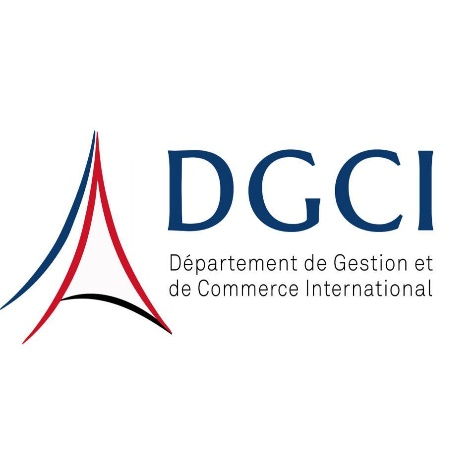 DGCI
Département de Gestion et
de Commerce International